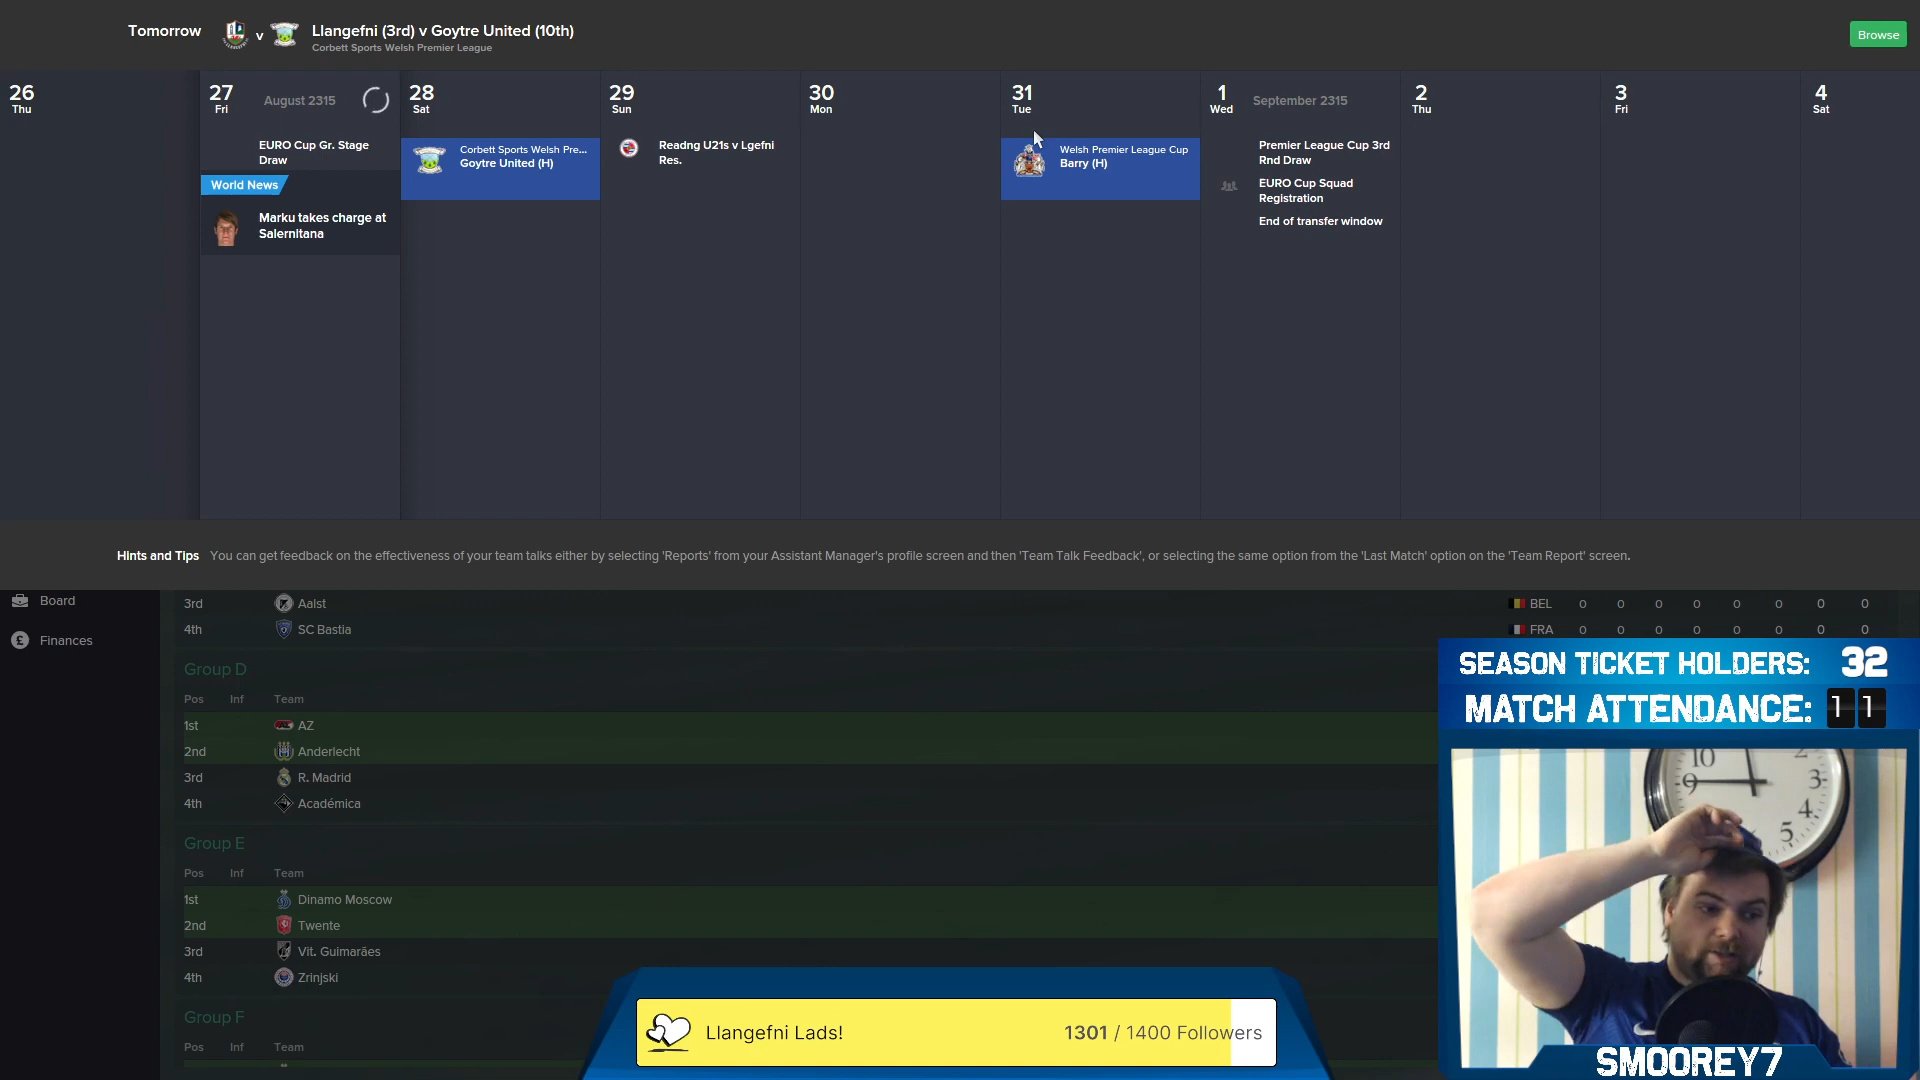 Tomorrow
v
Llangefni (3rd) v Goytre United (10th)
Corbett Sports Welsh Premier League
Browse
26
Thu
27
Fri
August 2315
28
Sat
29
Sun
30
Mon
31
Tue
1
Wed
September 2315
2
Thu
3
Fri
4
Sat
EURO Cup Gr. Stage
Draw
World News
Marku takes charge at
Salernitana
Corbett Sports Welsh Pre...
Goytre United (H)
Readng U21s v Lgefni
Res.
Welsh Premier League Cup
Barry (H)
Premier League Cup 3rd
Rnd Draw
EURO Cup Squad
Registration
End of transfer window
Hints and Tips You can get feedback on the effectiveness of your team talks either by selecting 'Reports' from your Assistant Manager's profile screen and then 'Team Talk Feedback', or selecting the same option from the 'Last Match' option on the 'Team Report' screen.
Board
Finances
3rd Aalst BEL 0 0 0 0 0 0 0 0
4th SC Bastia FRA 0 0 0 0 0 0 0 0
Group D
Pos Inf Team
1st AZ
2nd Anderlecht
3rd R. Madrid
4th Académica
Group E
Pos Inf Team
1st Dinamo Moscow
2nd Twente
3rd Vit. Guimarães
4th Zrinjski
Group F
Pos Inf Team
SEASON TICKET HOLDERS: 32
MATCH ATTENDANCE: 11
10
2
9
3
4
5
Llangefni Lads!
1301 / 1400 Followers
SMOOREY7